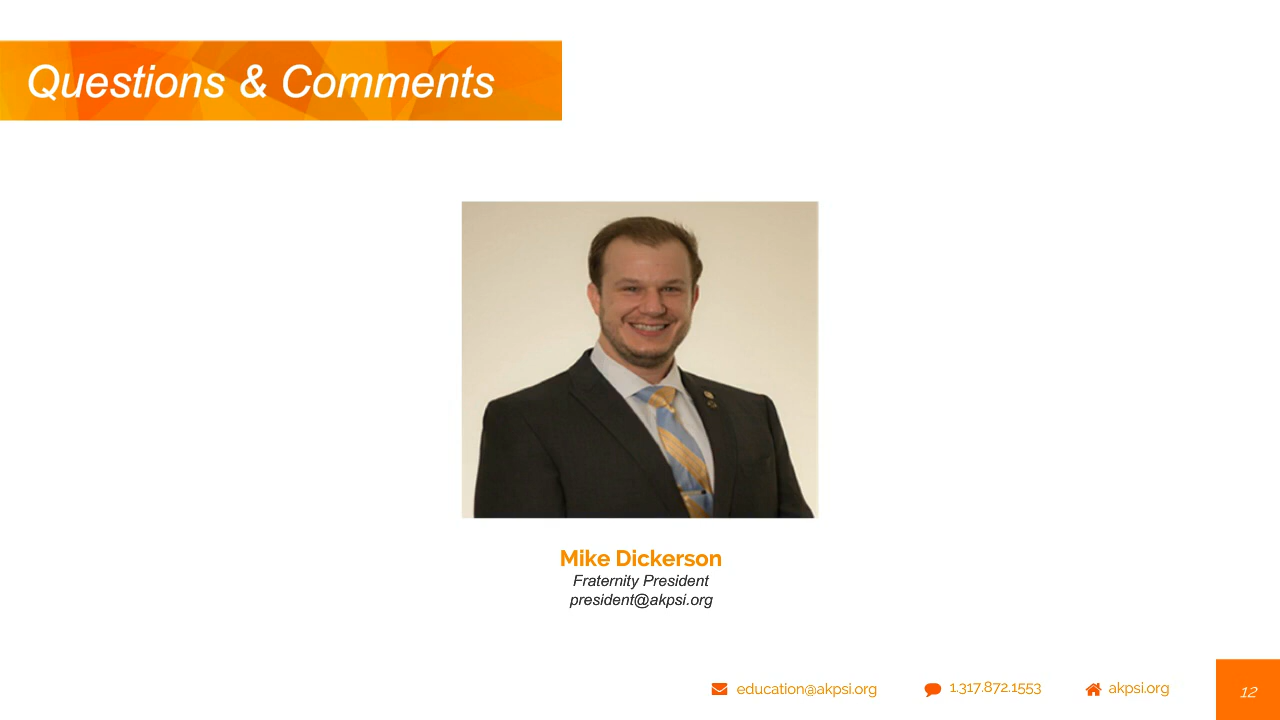 Questions & Comments
Mike Dickerson
Fraternity President
president@akpsi.org
education@akpsi.org
1.317.872.1553
akpsi.org
12